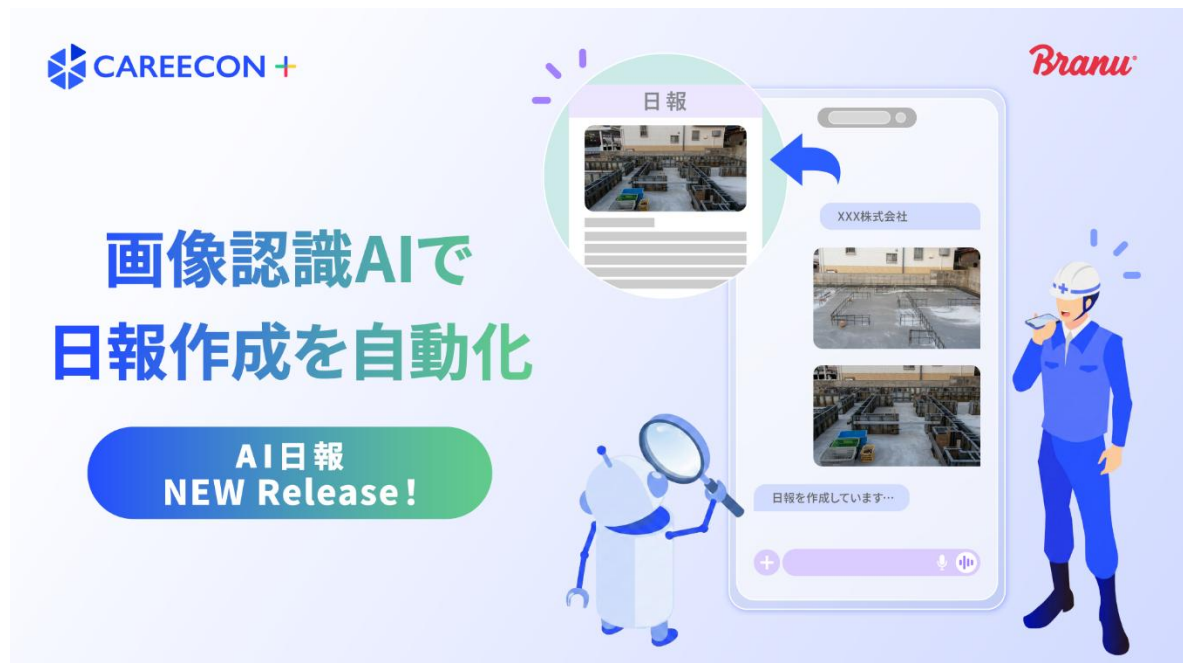 CAREECON +
Branu
日報
XXX株式会社
画像認識AIで
日報作成を自動化
AI日報
NEW Release!
日報を作成しています…